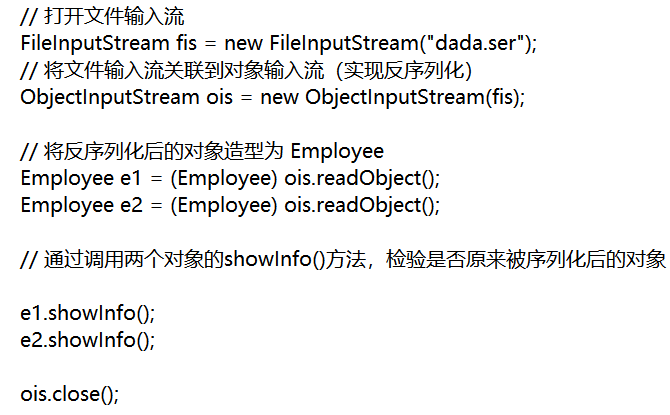 // 打开文件输入流
FileInputStream fis = new FileInputStream("dada.ser");
// 将文件输入流关联到对象输入流（实现反序列化）
ObjectInputStream ois = new ObjectInputStream(fis);
// 将反序列化后的对象造型为 Employee
Employee e1 = (Employee) ois.readObject();
Employee e2 = (Employee) ois.readObject();
// 通过调用两个对象的showInfo()方法，检验是否原来被序列化后的对象
e1.showInfo();
e2.showInfo();
ois.close();